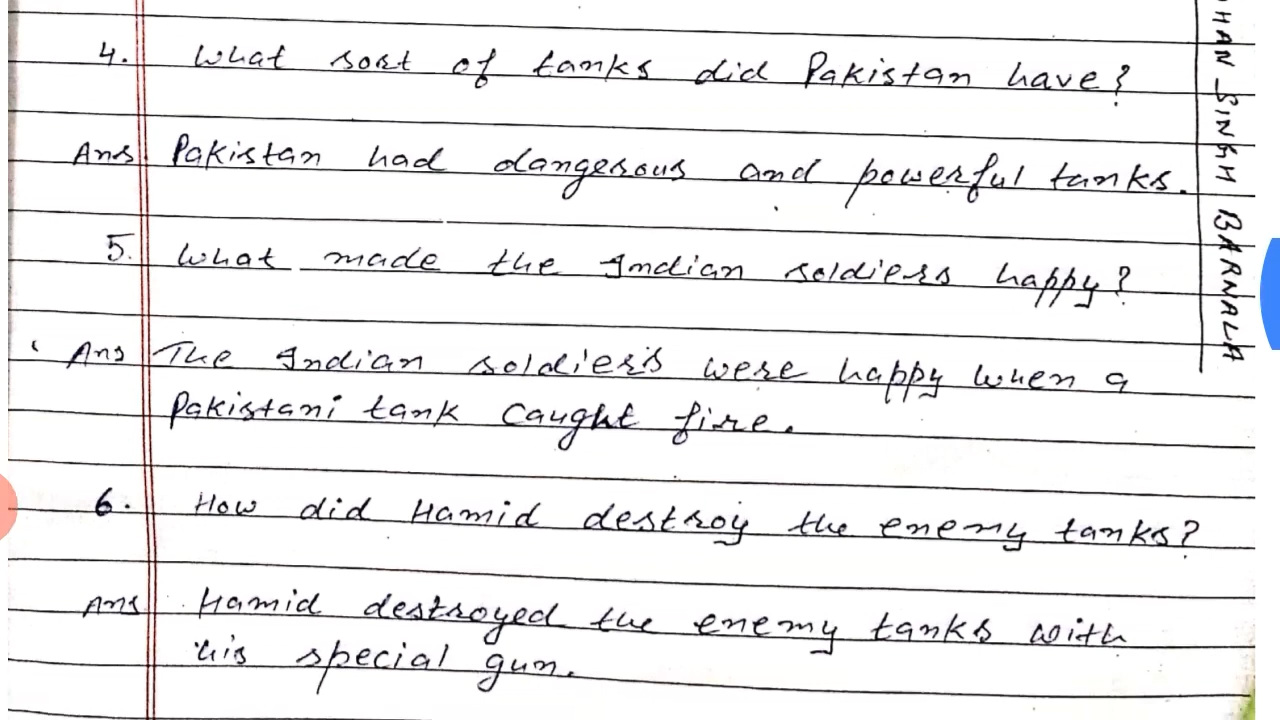 4. What sort of tanks did Pakistan have?
Ans Pakistan had dangerous and powerful tanks.
5. What made the Indian soldiers happy?
Ans The Indian soldiers were happy when a
Pakistani tank caught fire.
6. How did Hamid destroy the enemy tanks?
Ans Hamid destroyed the enemy tanks with
his special gun.
HAN SINGH BARNALA